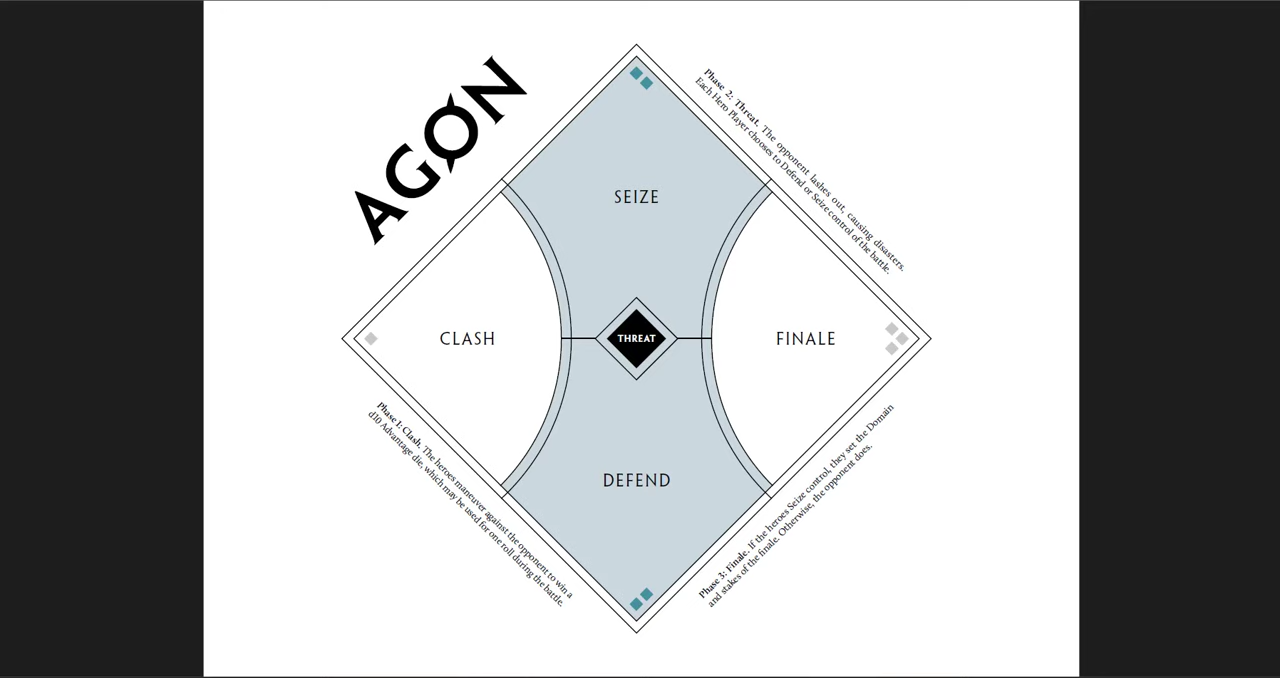 AGON
Phase 2: Threat. The opponent lashes out, causing disasters.
Each Hero Player chooses to Defend or Seize control of the battle.
SEIZE
CLASH
THREAT
FINALE
DEFEND
Phase 1: Clash. The heroes maneuver against the opponent to win a
d10 Advantage die, which may be used for one roll during the battle.
Phase 3: Finale. If the heroes Seize control, they set the Domain
and stakes of the finale. Otherwise, the opponent does.